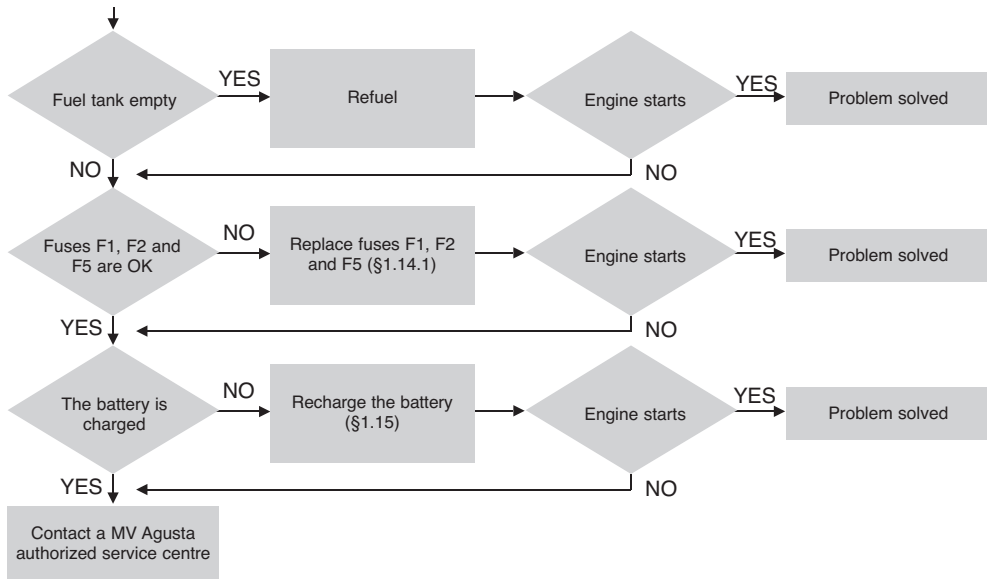 Fuel tank empty
YES
Refuel
Engine starts
YES
Problem solved
NO
NO
Fuses F1, F2 and
F5 are OK
NO
Replace fuses F1, F2
and F5 (§1.14.1)
Engine starts
YES
Problem solved
YES
NO
The battery is
charged
NO
Recharge the battery
(§1.15)
Engine starts
YES
Problem solved
YES
NO
Contact a MV Agusta
authorized service centre